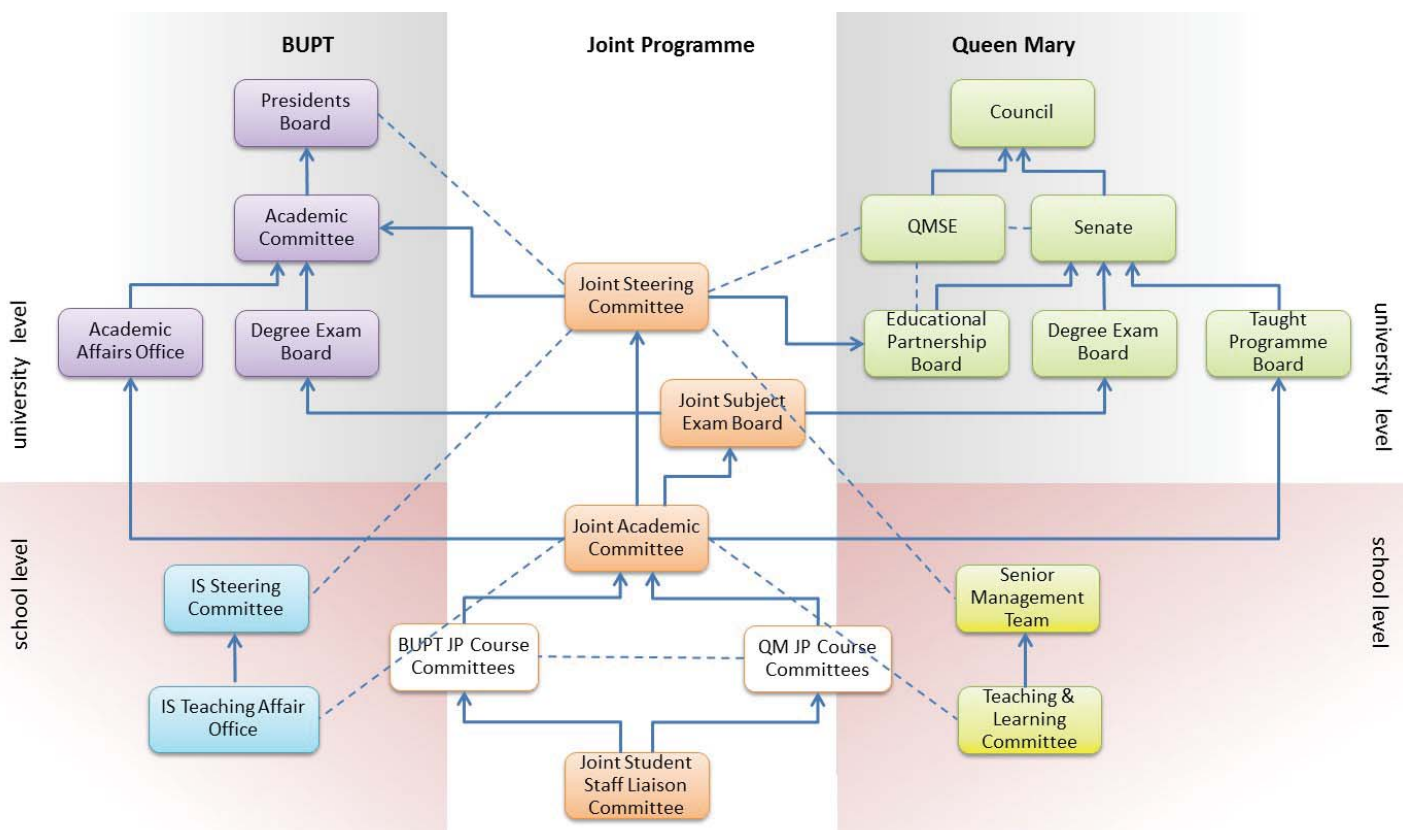 BUPT
Joint Programme
Queen Mary
Presidents
Board
Council
Academic
Committee
QMSE
Senate
Joint Steering
Committee
Academic
Affairs Office
Degree Exam
Board
Educational
Partnership
Board
Degree Exam
Board
Taught
Programme
Board
university level
university level
Joint Subject
Exam Board
Joint Academic
Committee
school level
school level
IS Steering
Committee
Senior
Management
Team
BUPT JP Course
Committees
QM JP Course
Committees
IS Teaching Affair
Office
Teaching &
Learning
Committee
Joint Student
Staff Liaison
Committee